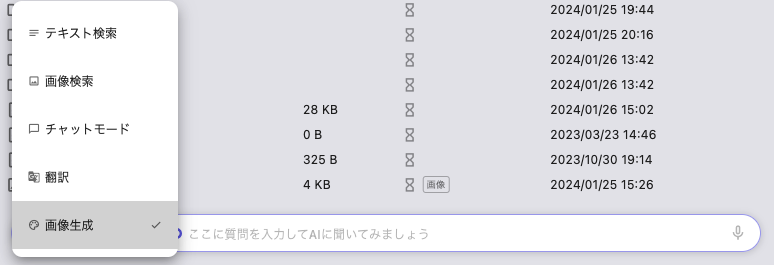 テキスト検索
画像検索
チャットモード
翻訳
画像生成
2024/01/25 19:44
2024/01/25 20:16
2024/01/26 13:42
2024/01/26 13:42
28 KB 2024/01/26 15:02
0 B 2023/03/23 14:46
325 B 2023/10/30 19:14
4 KB 画像 2024/01/25 15:26
ここに質問を入力してAIに聞いてみましょう